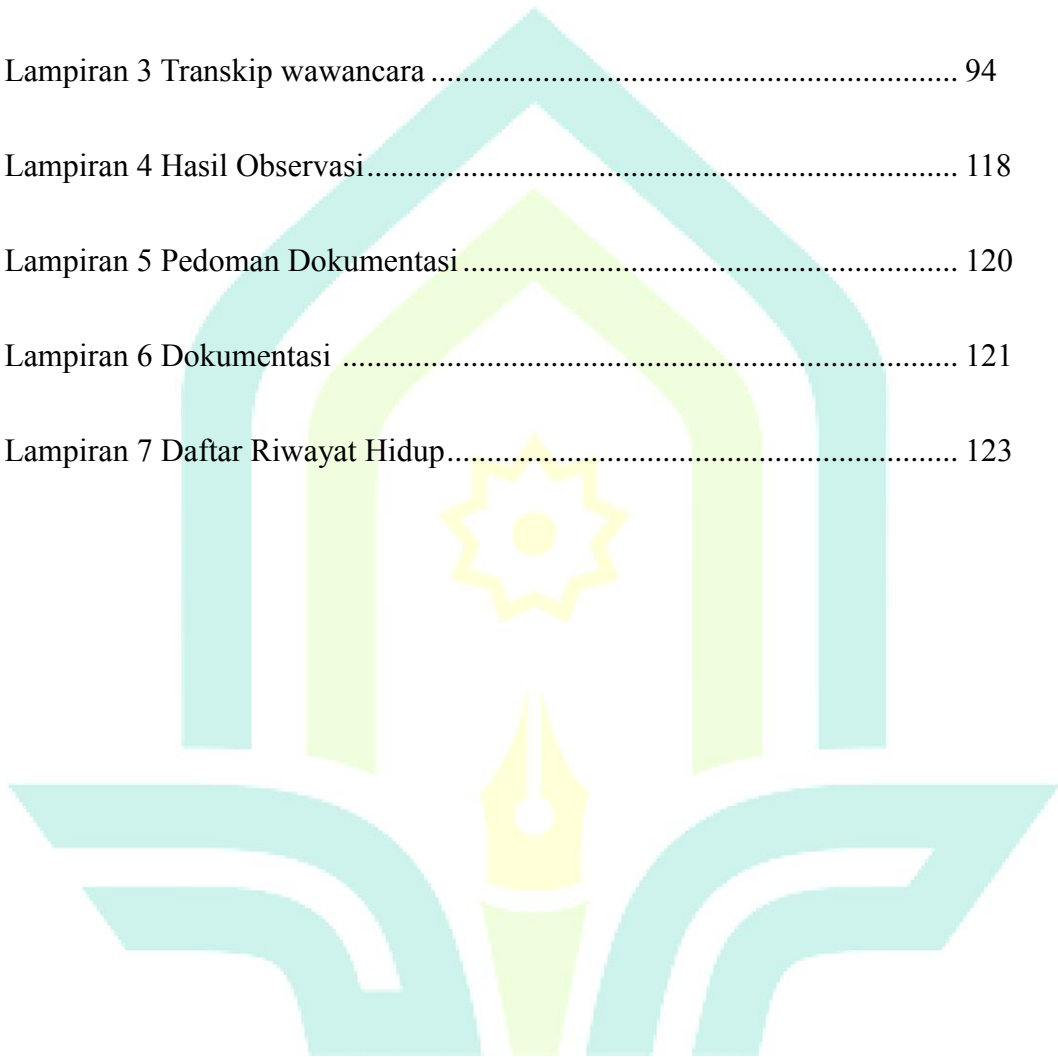 Lampiran 3 Transkip wawancara .................................................................... 94
Lampiran 4 Hasil Observasi............................................................................ 118
Lampiran 5 Pedoman Dokumentasi................................................................ 120
Lampiran 6 Dokumentasi ............................................................................... 121
Lampiran 7 Daftar Riwayat Hidup.................................................................. 123